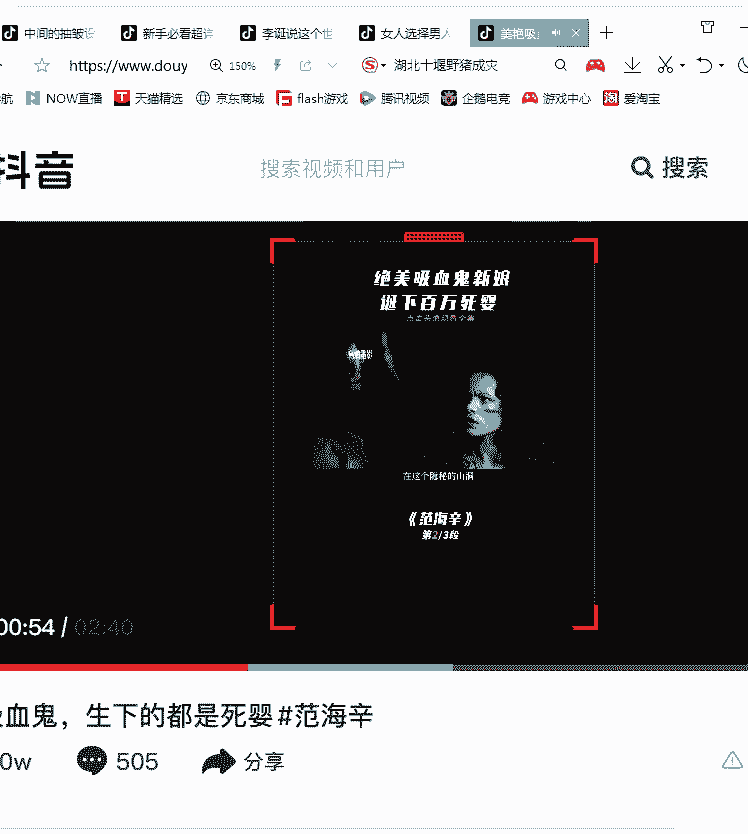 中间的抽皱设 新手必看超详 李诞说这个世 女人选择男人 美艳吸
https://www.douy 150% 湖北十堰野猪成灾
航 NOW直播 天猫精选 京东商城 flash游戏 腾讯视频 企鹅电竞 游戏中心 爱淘宝
抖音 搜索视频和用户 搜索
绝美吸血鬼新娘
诞下百万死婴
在这个隐秘的山洞
《范海辛》
第2/3段
00:54 / 02:40
吸血鬼，生下的都是死婴#范海辛
0w 505 分享